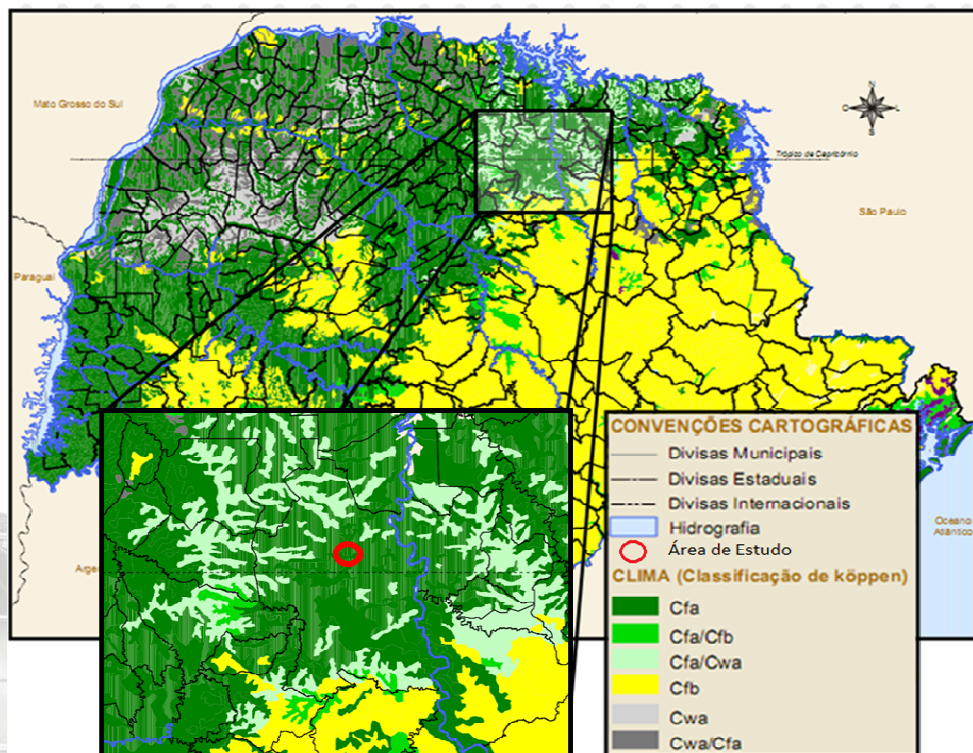 Mato Grosso do Sul
N
S
Trópico de Capricórnio
São Paulo
Paraguai
CONVENÇÕES CARTOGRÁFICAS
Divisas Municipais
Divisas Estaduais
Divisas Internacionais
Hidrografia
Área de Estudo
Oceano
Atlântico
CLIMA (Classificação de köppen)
Cfa
Cfa/Cfb
Cfa/Cwa
Cfb
Cwa
Cwa/Cfa